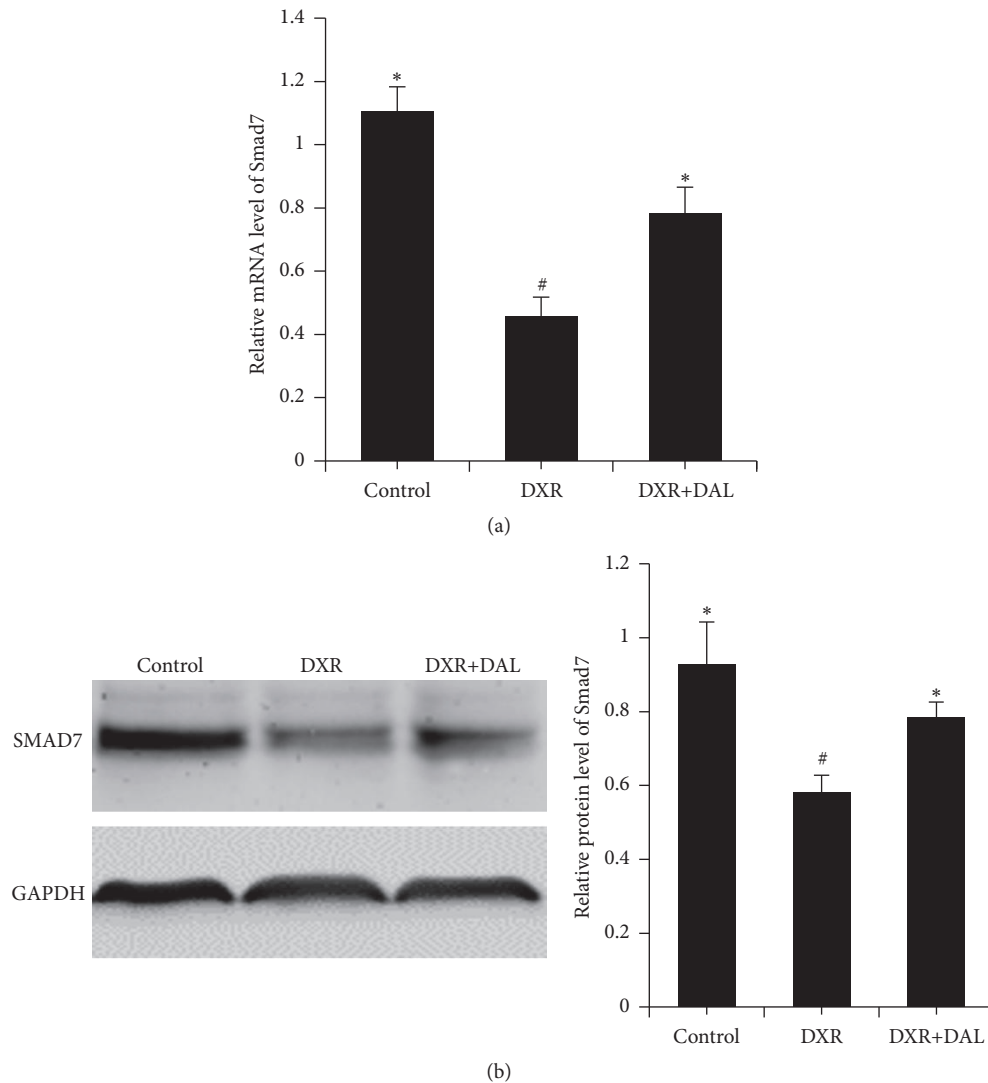 1.4
1.2
1
0.8
0.6
0.4
0.2
0
Relative mRNA level of Smad7
*
#
*
Control DXR DXR+DAL
(a)
Control DXR DXR+DAL
SMAD7
GAPDH
1.2
1
0.8
0.6
0.4
0.2
0
Relative protein level of Smad7
*
#
*
Control DXR DXR+DAL
(b)